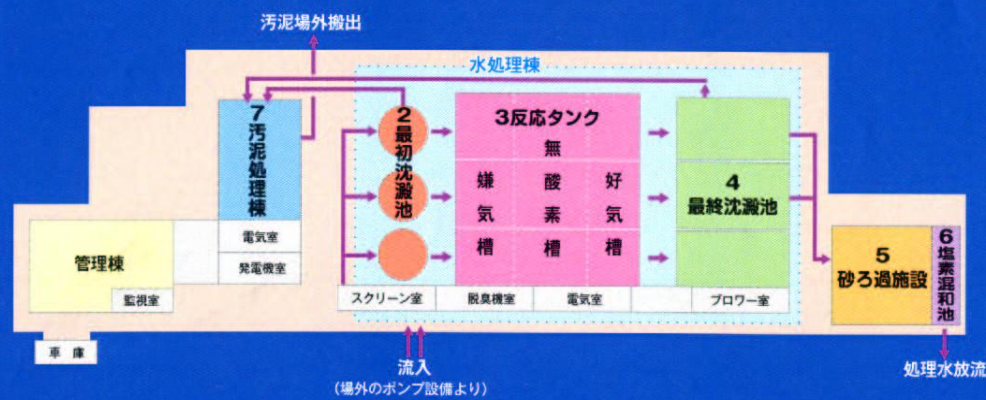 汚泥場外搬出
水処理棟
7汚泥処理棟
2最初沈澱池
3反応タンク
嫌気槽
無酸素槽
好気槽
4
最終沈澱池
電気室
発電機室
管理棟
監視室
車庫
スクリーン室
脱臭機室
電気室
ブロワー室
5
砂ろ過施設
6塩素混和池
流入
(場外のポンプ設備より)
処理水放流